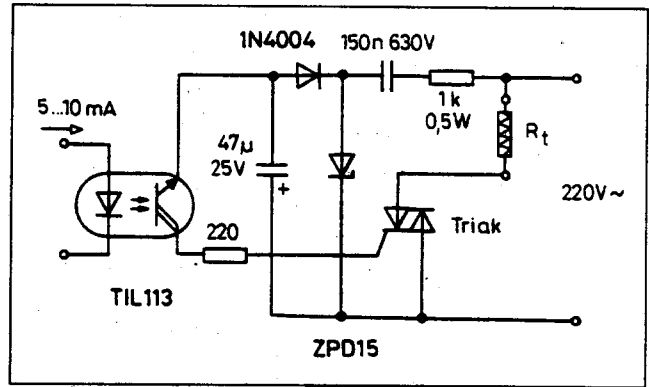 1N4004
150n 630V
5...10 mA
1k
0,5W
Rt
47µ
25V
+
220V~
220
Triak
TIL113
ZPD15